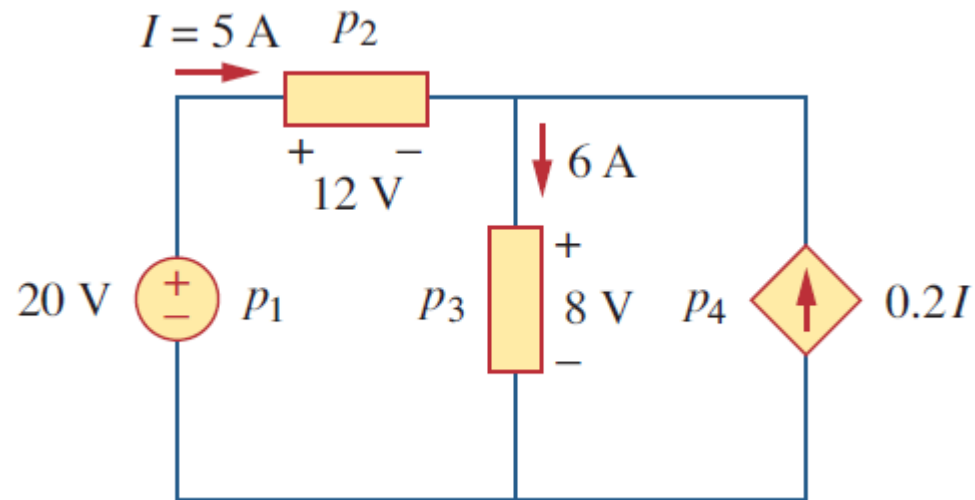 I = 5 A
p₂
+ −
12 V
6 A
20 V
+
−
p₁
p₃
+
8 V
−
p₄
0.2I